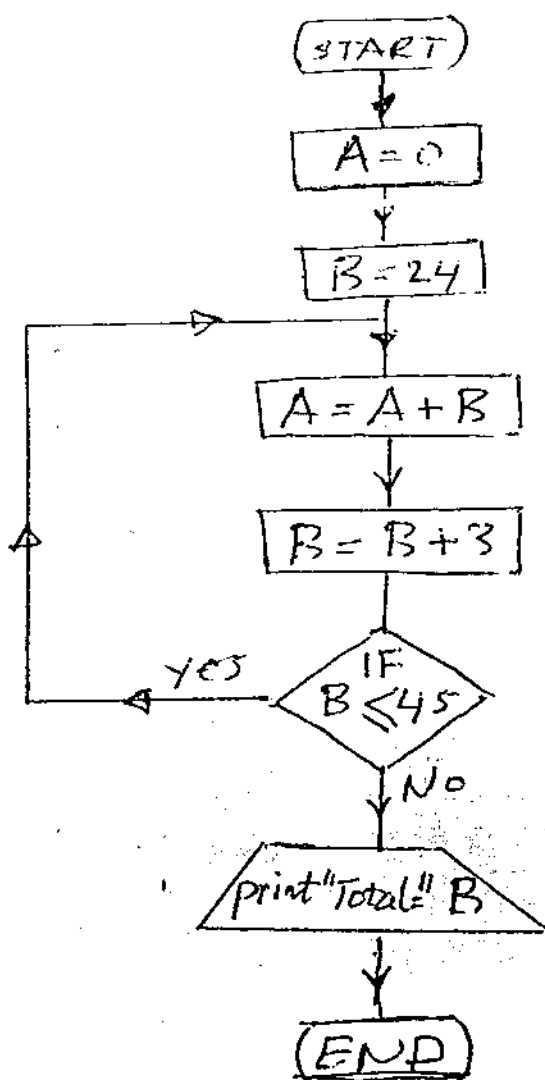 START
A = 0
B = 24
A = A + B
B = B + 3
IF
B ≤ 45
YES
NO
print "Total=" B
END